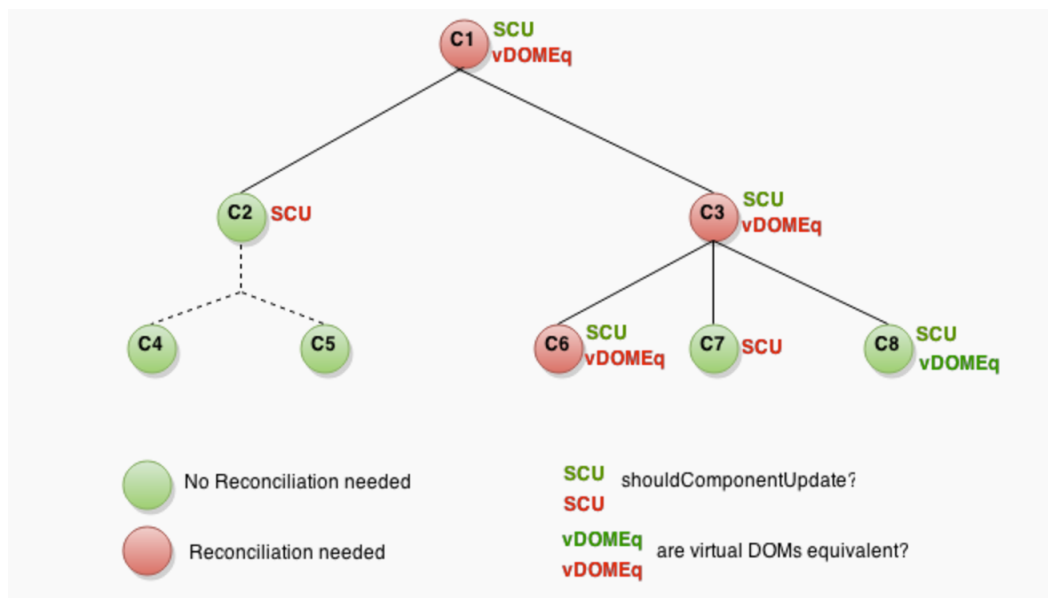 C1 SCU
vDOMEq
C2 SCU
C3 SCU
vDOMEq
C4
C5
C6 SCU
vDOMEq
C7 SCU
C8 SCU
vDOMEq
No Reconciliation needed
Reconciliation needed
SCU shouldComponentUpdate?
SCU
vDOMEq are virtual DOMs equivalent?
vDOMEq